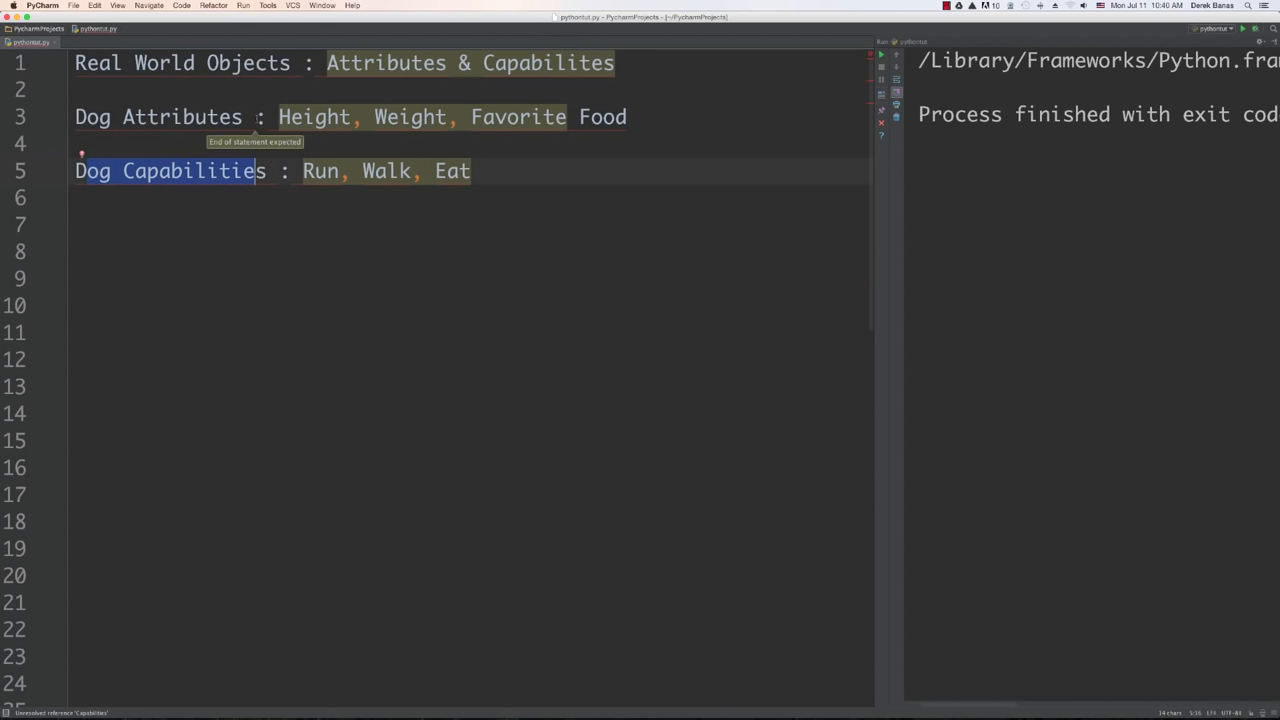 PyCharm File Edit View Navigate Code Refactor Run Tools VCS Window Help 10 Mon Jul 11 10:40 AM Derek Banas
pythontut.py - PycharmProjects - [~/PycharmProjects]
PycharmProjects pythontut.py pythontut
pythontut.py Run pythontut
1 Real World Objects : Attributes & Capabilites
2
3 Dog Attributes : Height, Weight, Favorite Food
End of statement expected
4
5 Dog Capabilities : Run, Walk, Eat
6
7
8
9
10
11
12
13
14
15
16
17
18
19
20
21
22
23
24
/Library/Frameworks/Python.fra
Process finished with exit cod
Unresolved reference 'Capabilities' 14 chars 5:16 LF÷ UTF-8÷